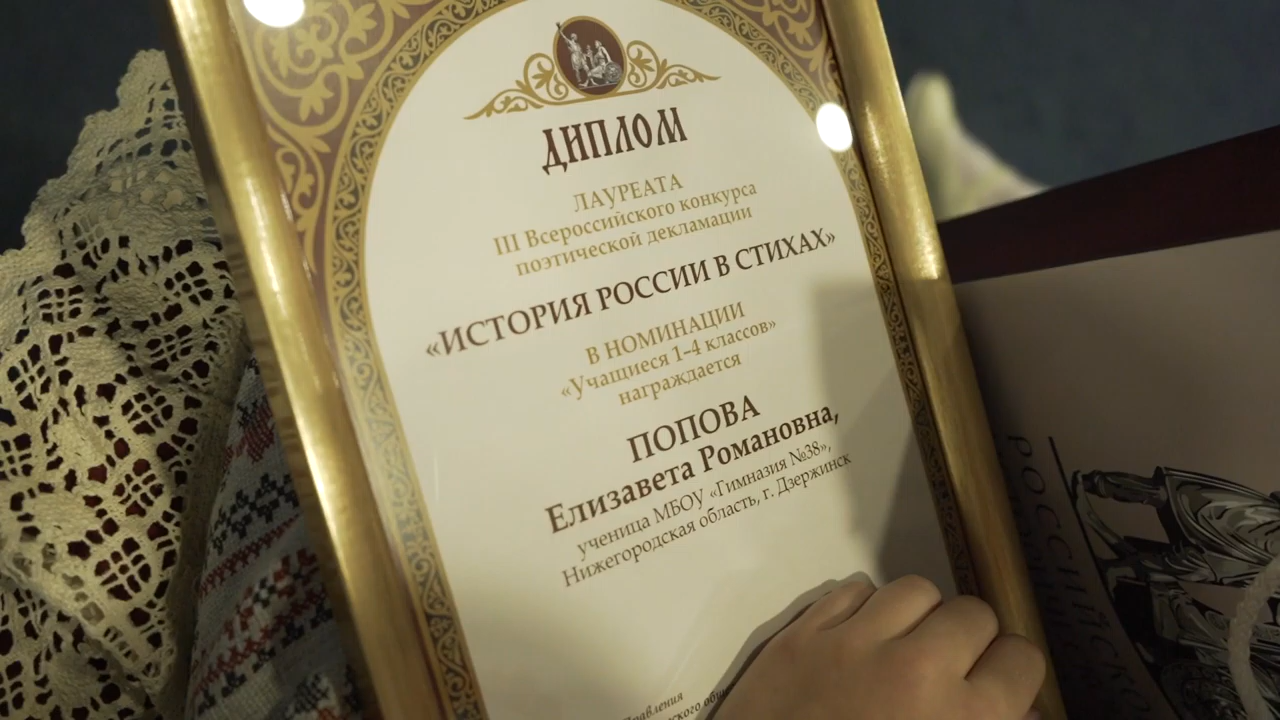 ДИПЛОМ
ЛАУРЕАТА
III Всероссийского конкурса
поэтической декламации
«ИСТОРИЯ РОССИИ В СТИХАХ»
В НОМИНАЦИИ
«Учащиеся 1–4 классов»
награждается
ПОПОВА
Елизавета Романовна,
ученица МБОУ «Гимназия №38»,
Нижегородская область, г. Дзержинск